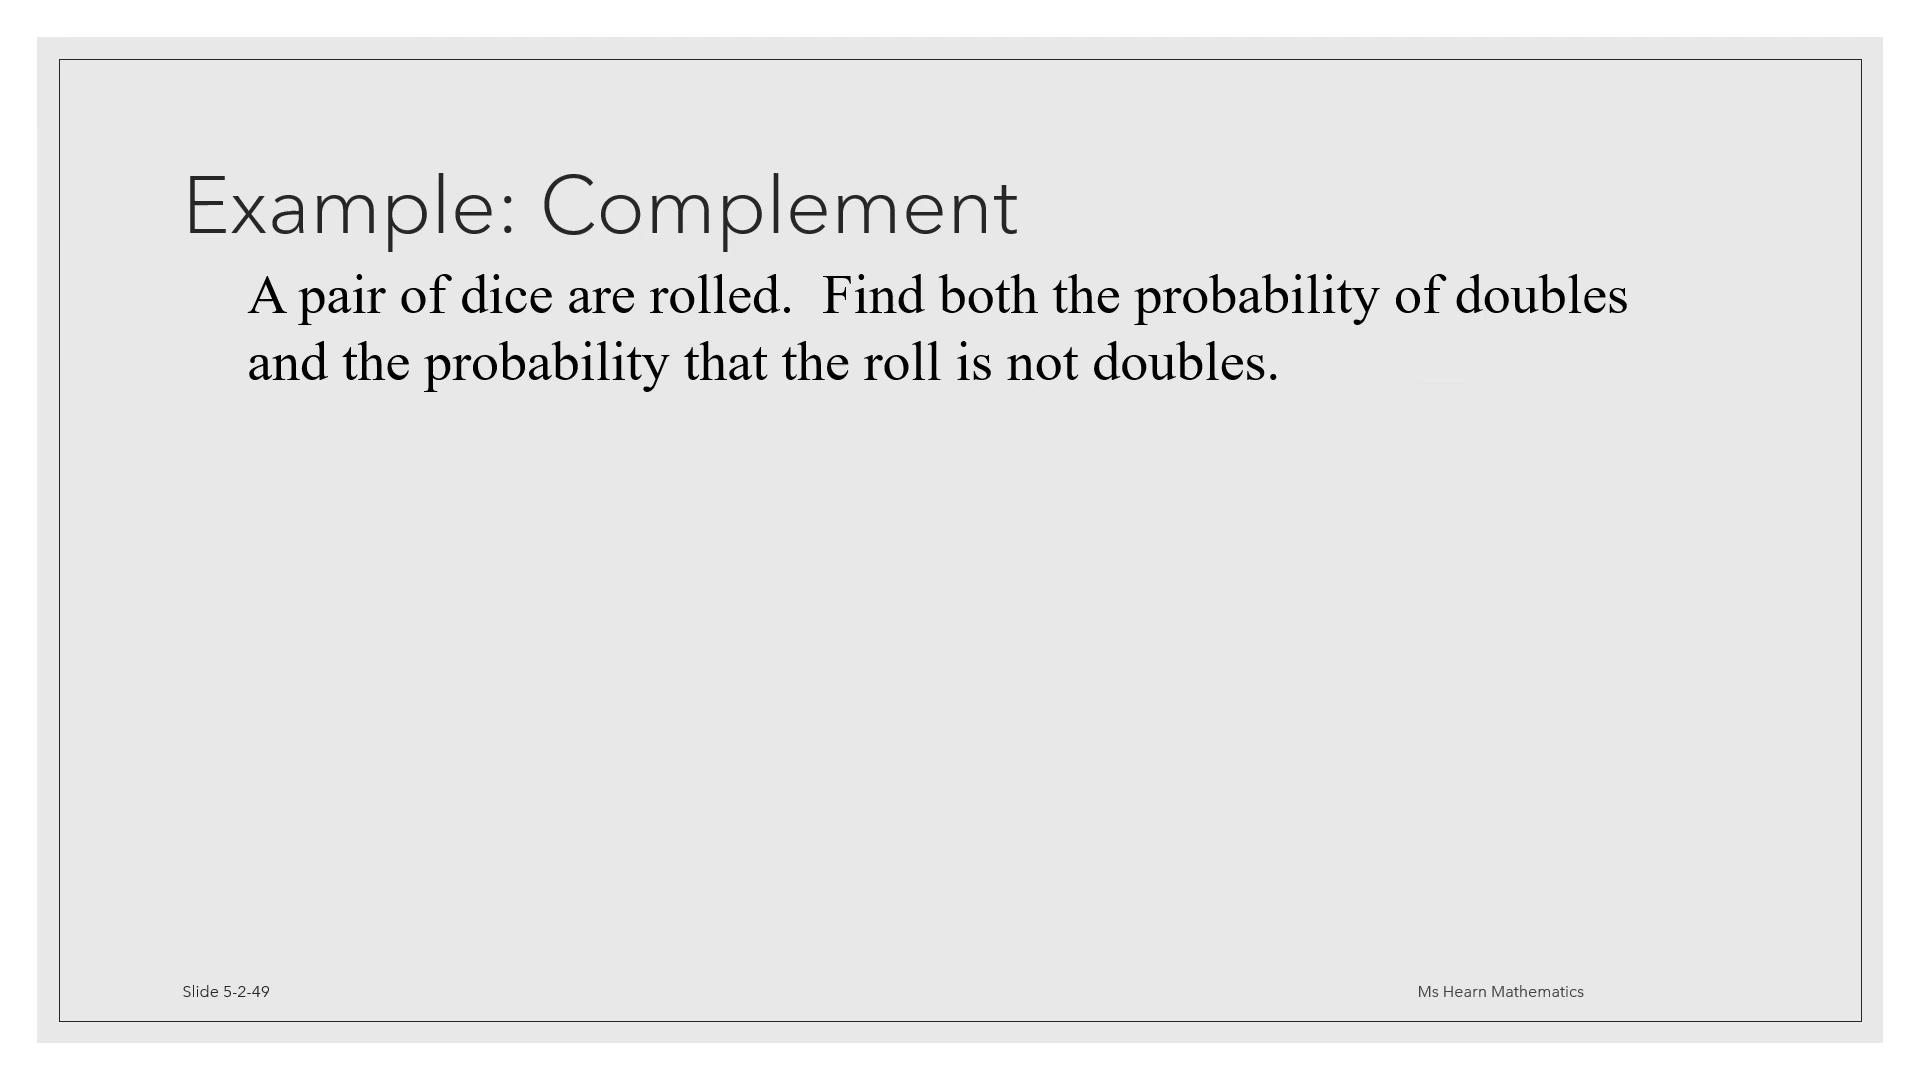 Example: Complement
A pair of dice are rolled.  Find both the probability of doubles
and the probability that the roll is not doubles.
Slide 5-2-49
Ms Hearn Mathematics